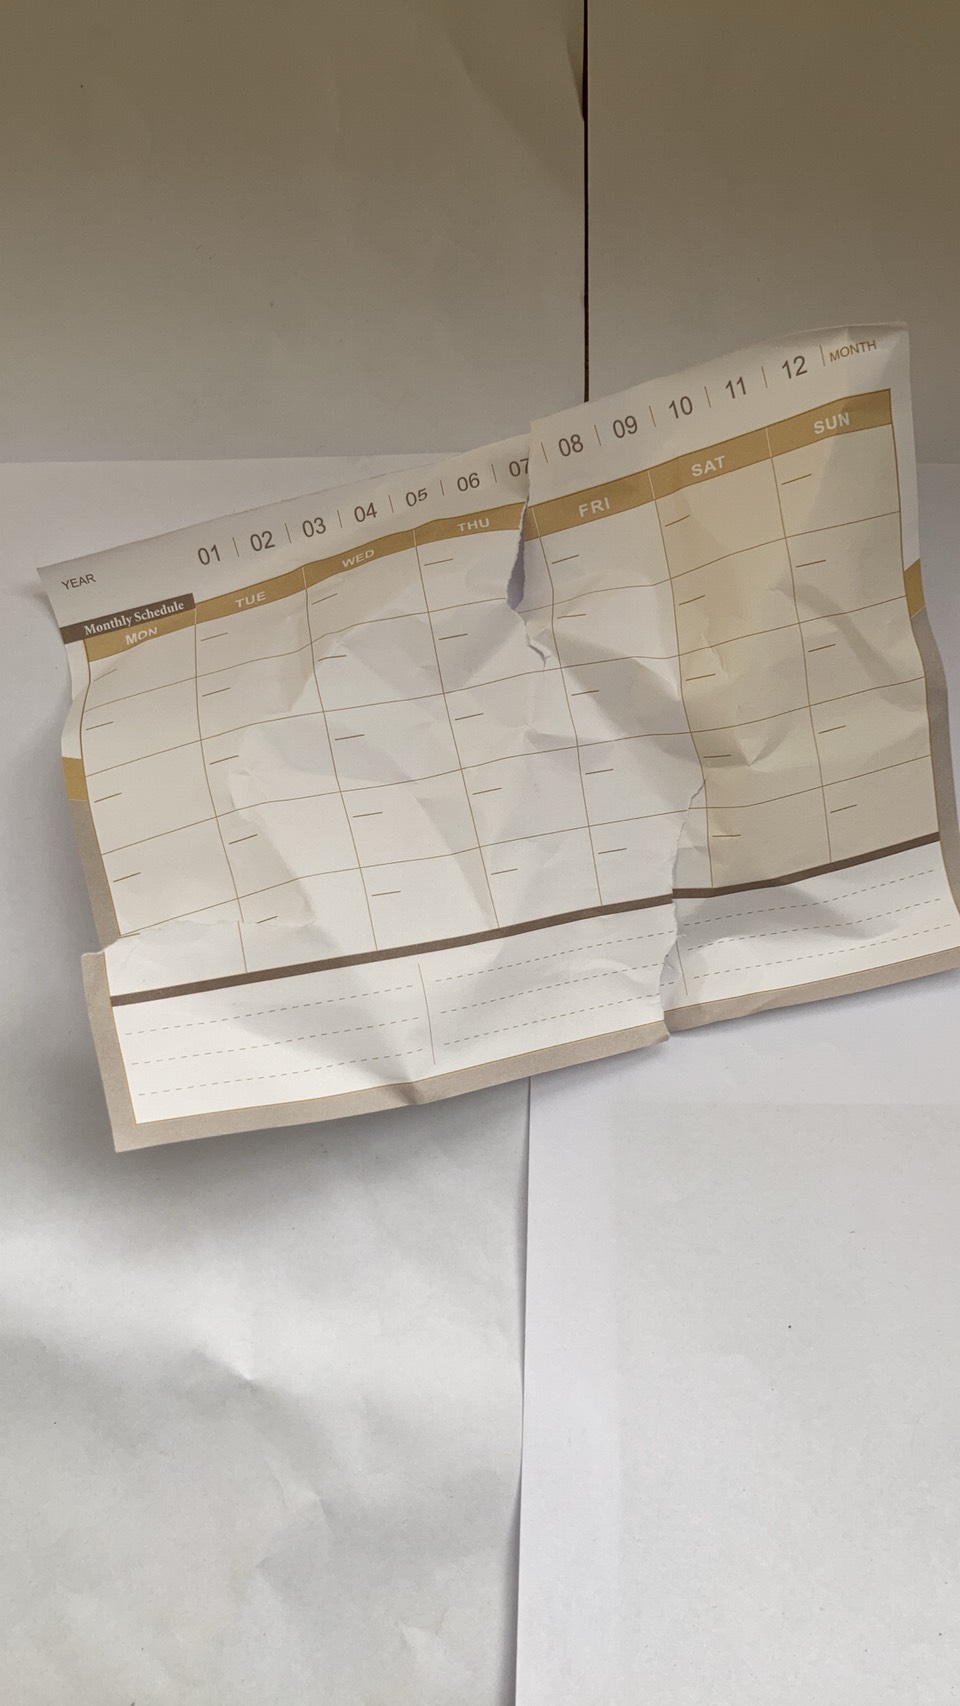 01 | 02 | 03 | 04 | 05 | 06 | 07 | 08 | 09 | 10 | 11 | 12 | MONTH
YEAR
Monthly Schedule
MON TUE WED THU FRI SAT SUN